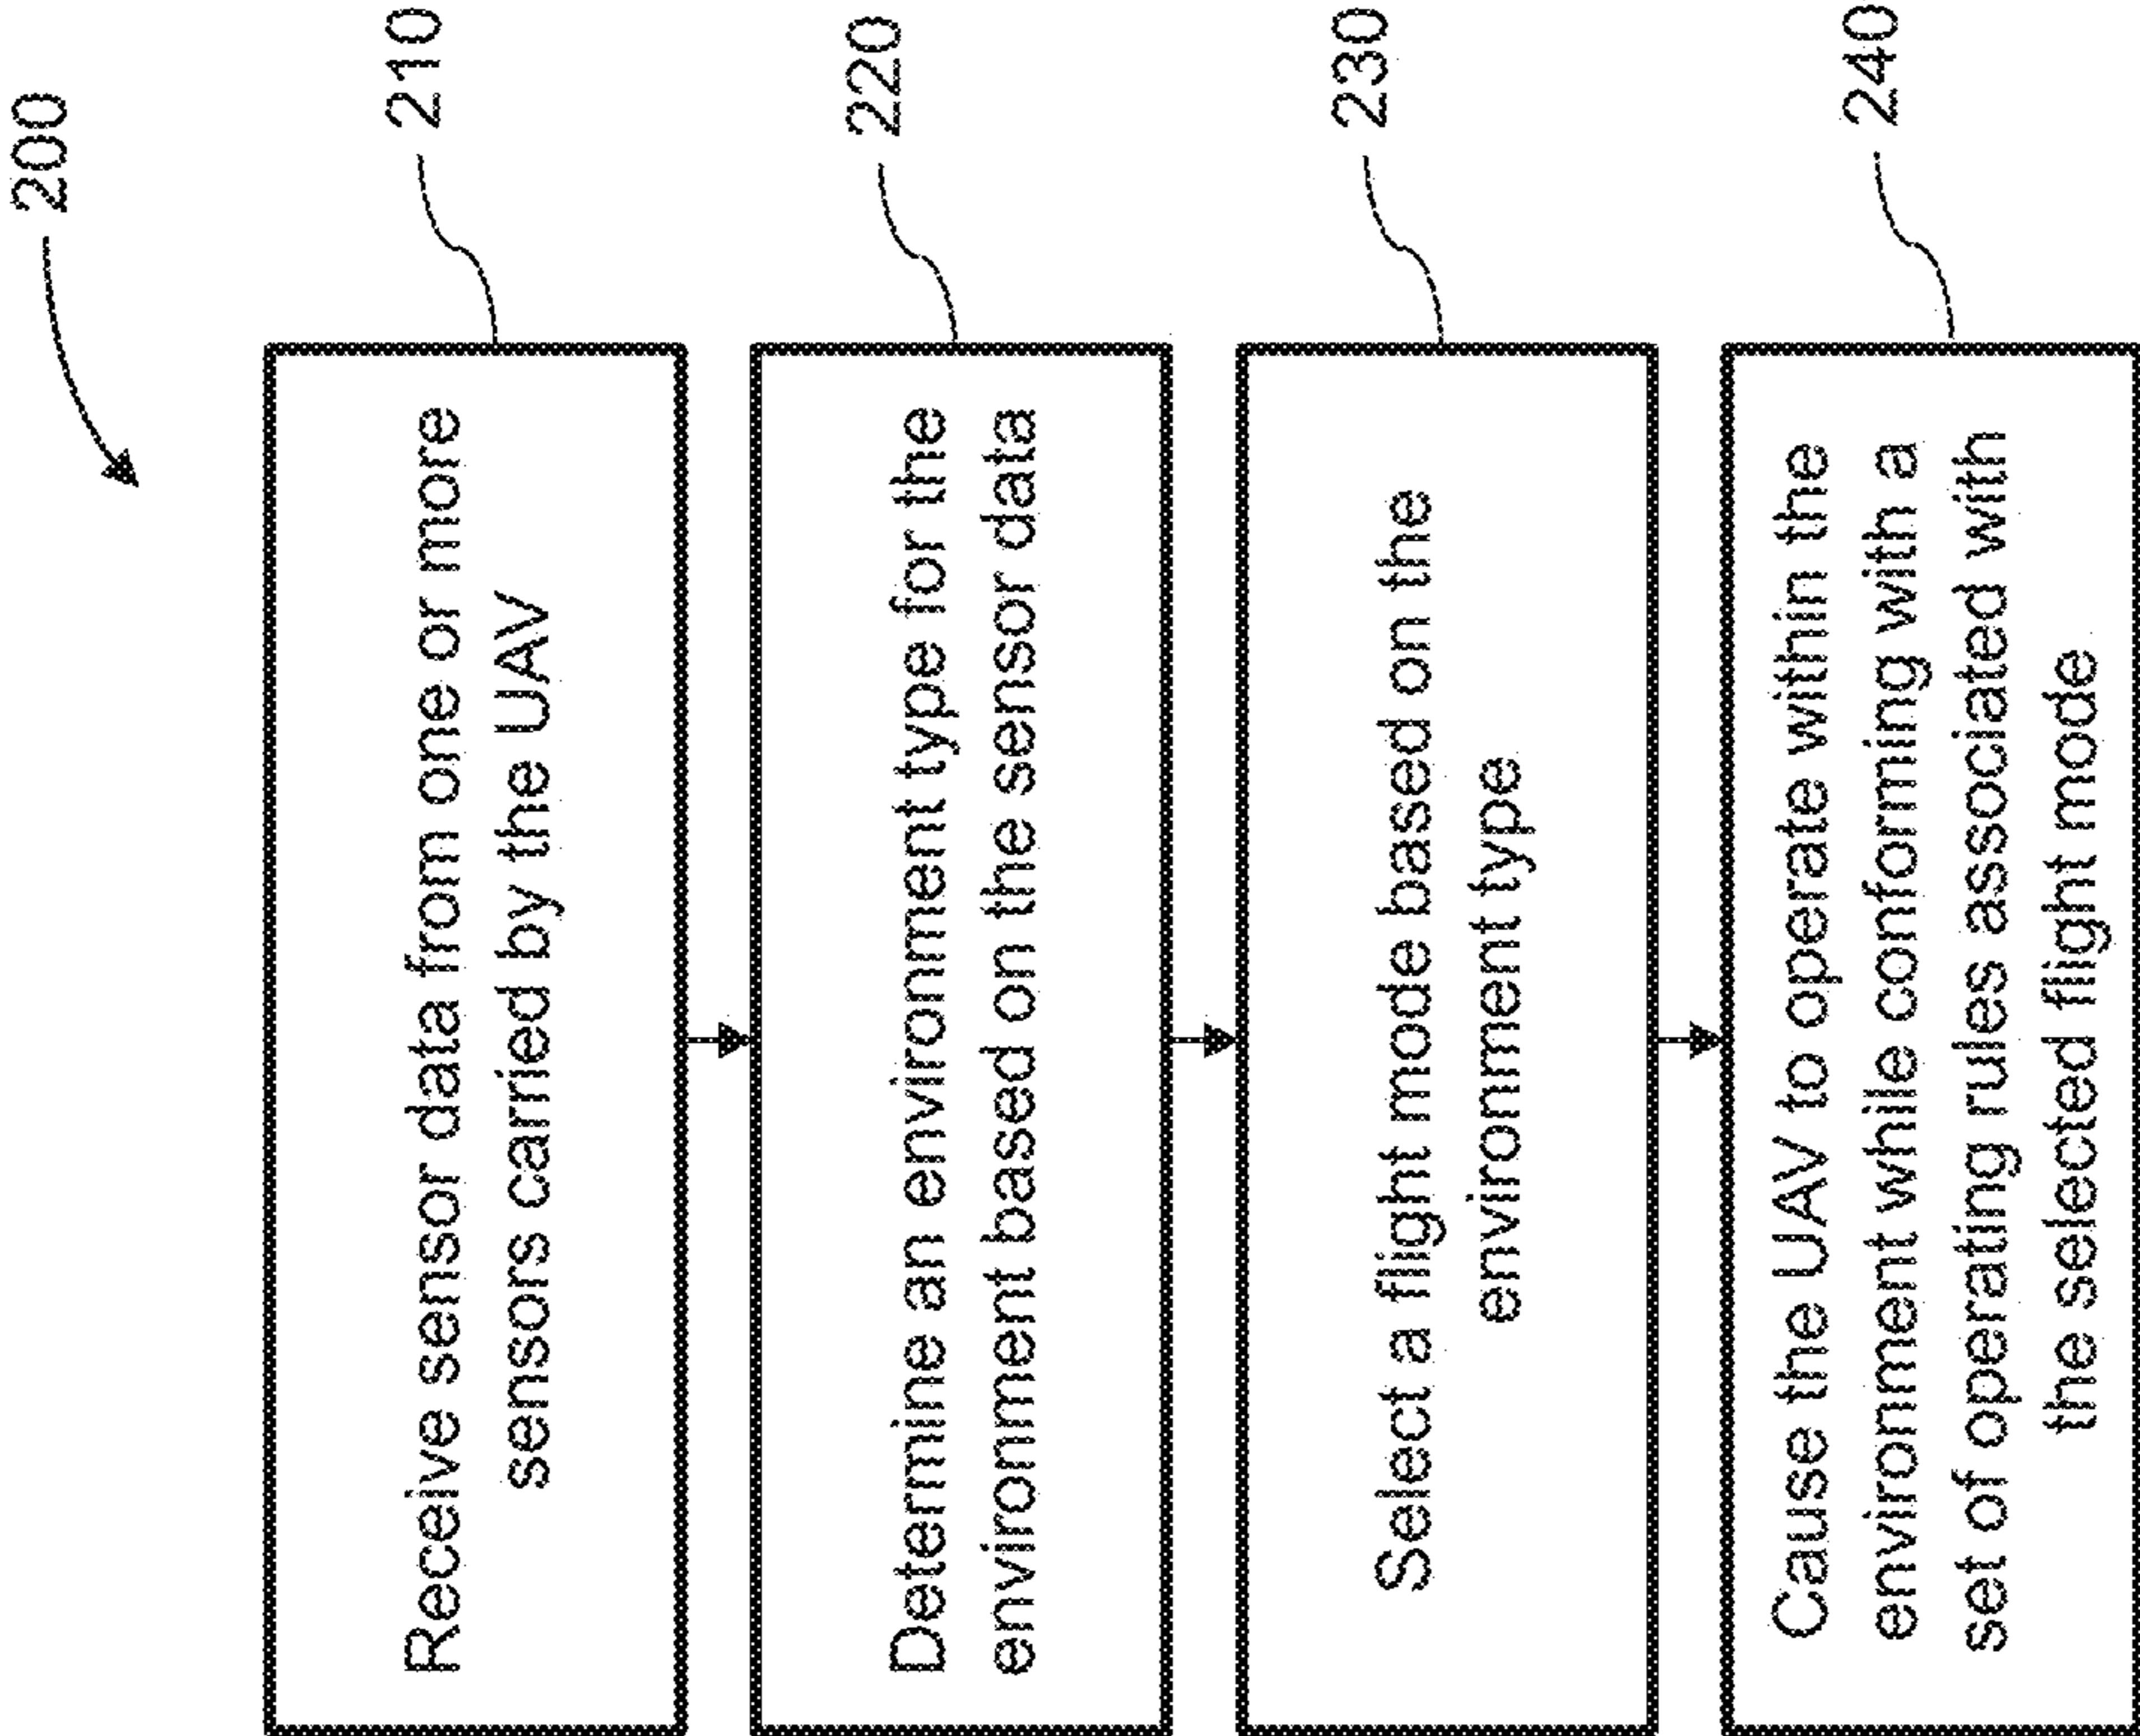 200
Receive sensor data from one or more
sensors carried by the UAV
210
Determine an environment type for the
environment based on the sensor data
220
Select a flight mode based on the
environment type
230
Cause the UAV to operate within the
environment while conforming with a
set of operating rules associated with
the selected flight mode
240